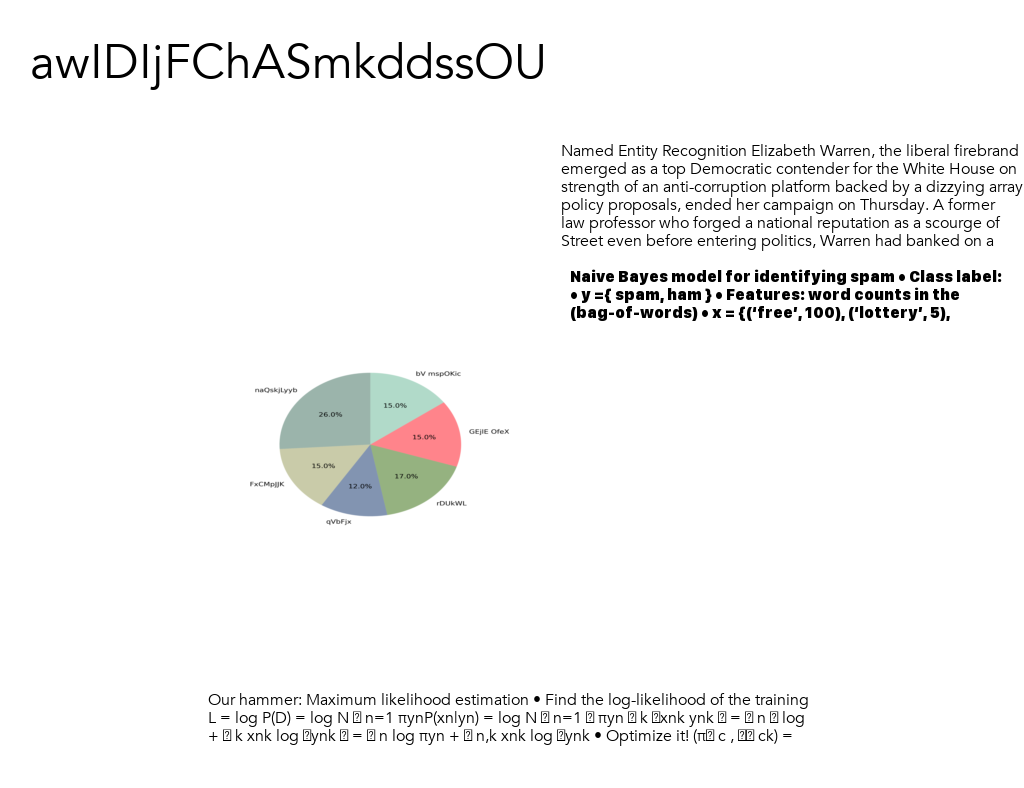 awIDIjFChASmkddssOU
Named Entity Recognition Elizabeth Warren, the liberal firebrand
emerged as a top Democratic contender for the White House on
strength of an anti-corruption platform backed by a dizzying array
policy proposals, ended her campaign on Thursday. A former
law professor who forged a national reputation as a scourge of
Street even before entering politics, Warren had banked on a
Naive Bayes model for identifying spam • Class label:
• y ={ spam, ham } • Features: word counts in the
(bag-of-words) • x = {(‘free’, 100), (‘lottery’, 5),
bV mspOKic
naQskjLyyb
15.0%
26.0%
GEjIE OfeX
15.0%
15.0%
17.0%
FxCMpJJK
12.0%
rDUkWL
qVbFjx
Our hammer: Maximum likelihood estimation • Find the log-likelihood of the training
L = log P(D) = log N n=1 πynP(xnlyn) = log N n=1 πyn k xnk ynk = n log
+ k xnk log ynk = n log πyn + n,k xnk log ynk • Optimize it! (π c , ck) =